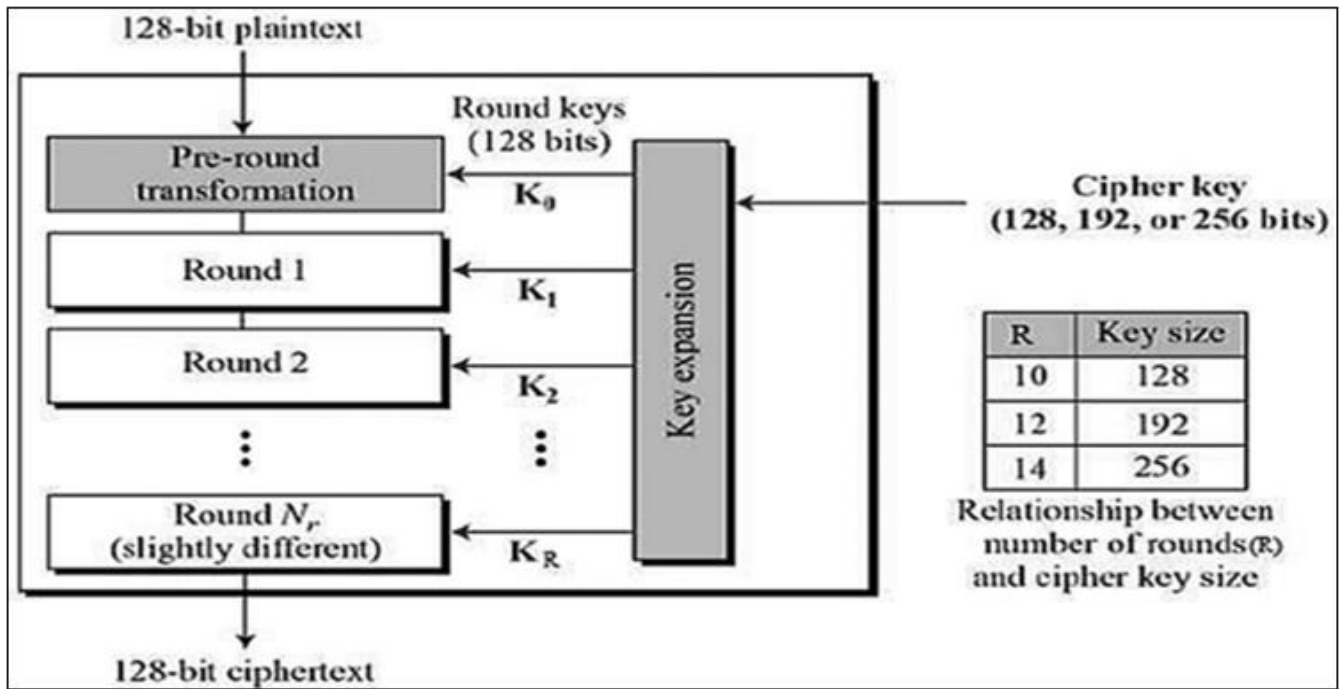 128-bit plaintext
Round keys
(128 bits)
Pre-round
transformation
K₀
Cipher key
(128, 192, or 256 bits)
Round 1
K₁
Round 2
K₂
Key expansion
Round Nᵣ
(slightly different)
K_R
128-bit ciphertext
R Key size
10 128
12 192
14 256
Relationship between
number of rounds(R)
and cipher key size